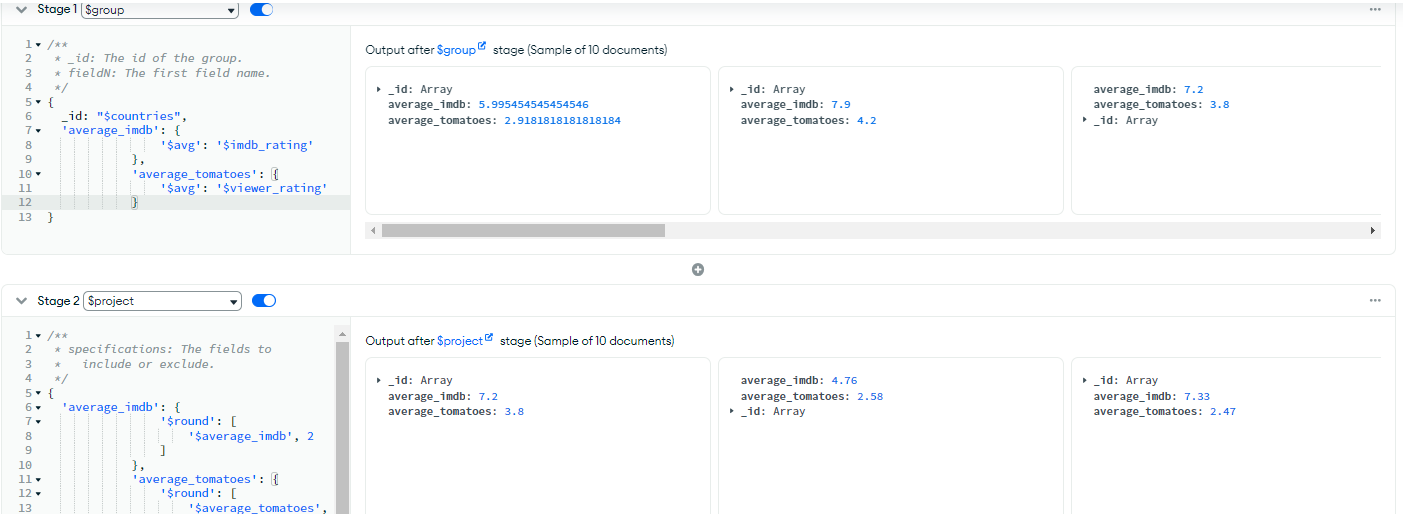 Stage 1 $group
1 /**
2 * _id: The id of the group.
3 * fieldN: The first field name.
4 */
5 {
6 _id: "$countries",
7 'average_imdb': {
8 '$avg': '$imdb_rating'
9 },
10 'average_tomatoes': {
11 '$avg': '$viewer_rating'
12 }
13 }
Output after $group stage (Sample of 10 documents)
_id: Array
average_imdb: 5.995454545454546
average_tomatoes: 2.9181818181818184
_id: Array
average_imdb: 7.9
average_tomatoes: 4.2
average_imdb: 7.2
average_tomatoes: 3.8
_id: Array
Stage 2 $project
1 /**
2 * specifications: The fields to
3 * include or exclude.
4 */
5 {
6 'average_imdb': {
7 '$round': [
8 '$average_imdb', 2
9 ]
10 },
11 'average_tomatoes': {
12 '$round': [
13 '$average_tomatoes',
Output after $project stage (Sample of 10 documents)
_id: Array
average_imdb: 7.2
average_tomatoes: 3.8
average_imdb: 4.76
average_tomatoes: 2.58
_id: Array
_id: Array
average_imdb: 7.33
average_tomatoes: 2.47